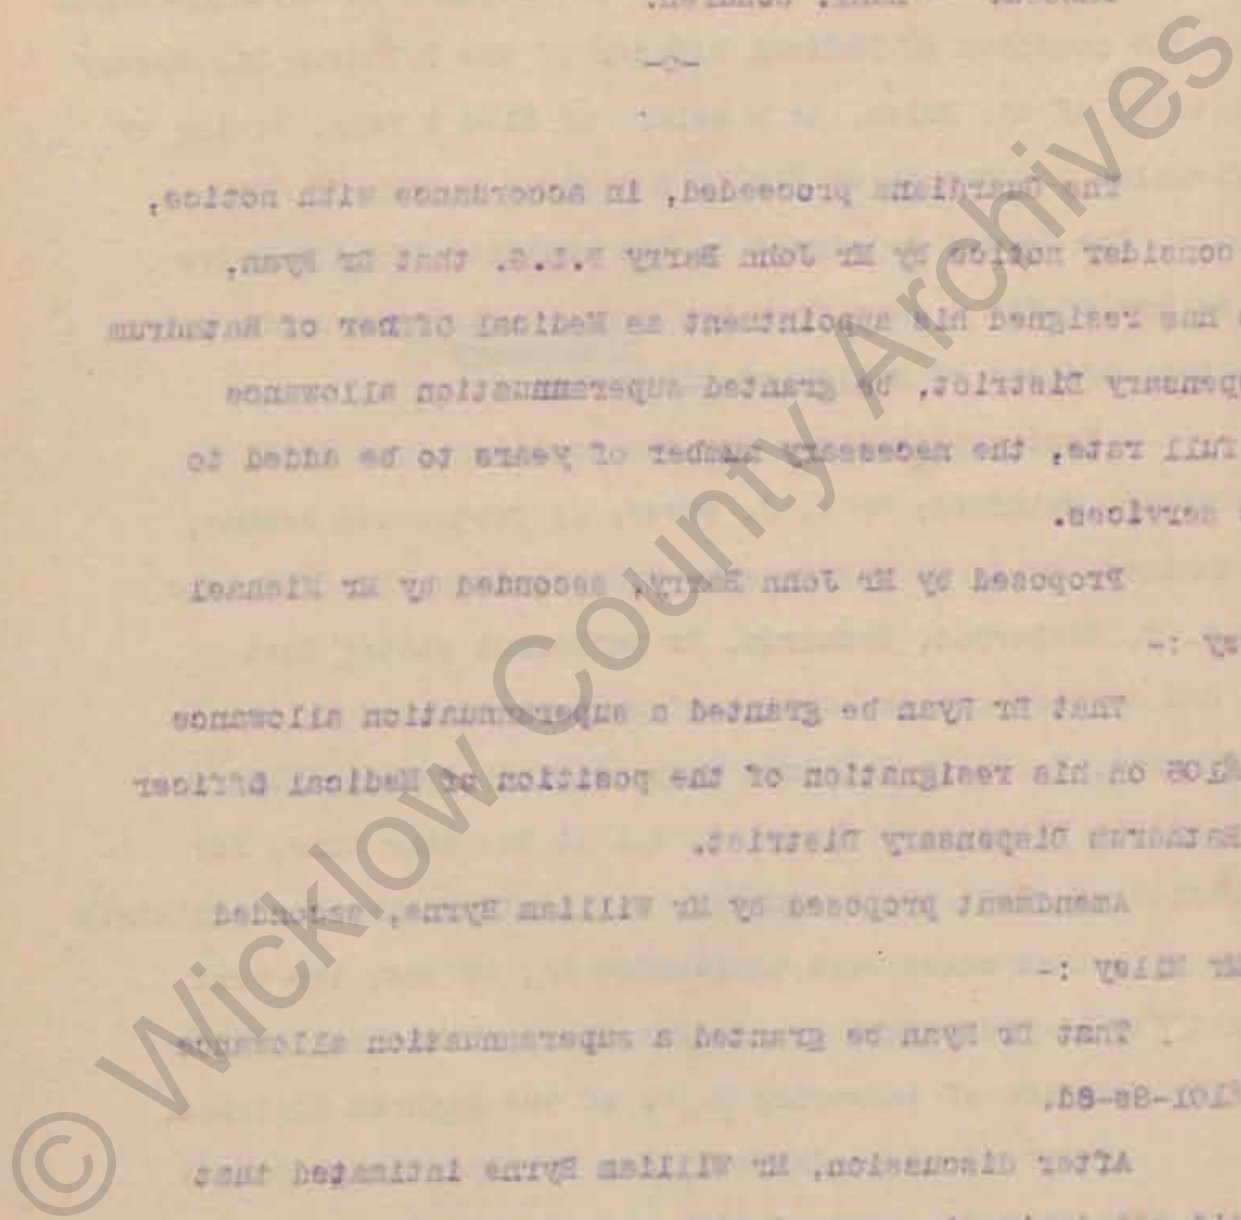 The Guardians proceeded, in accordance with notice,
consider notice by Mr John Barry P.L.G. that Dr Ryan,
has resigned his appointment as Medical Officer of Rathdrum
pensary District, be granted superannuation allowance
full rate, the necessary number of years to be added to
services.
Proposed by Mr John Barry, seconded by Mr Michael
ey :-
That Dr Ryan be granted a superannuation allowance
£105 on his resignation of the position of Medical Officer
Rathdrum Dispensary District.
Amendment proposed by Mr William Byrne, seconded
Mr Miley :-
That Dr Ryan be granted a superannuation allowance
£101-8s-8d.
After discussion, Mr William Byrne intimated that
© Wicklow County Archives